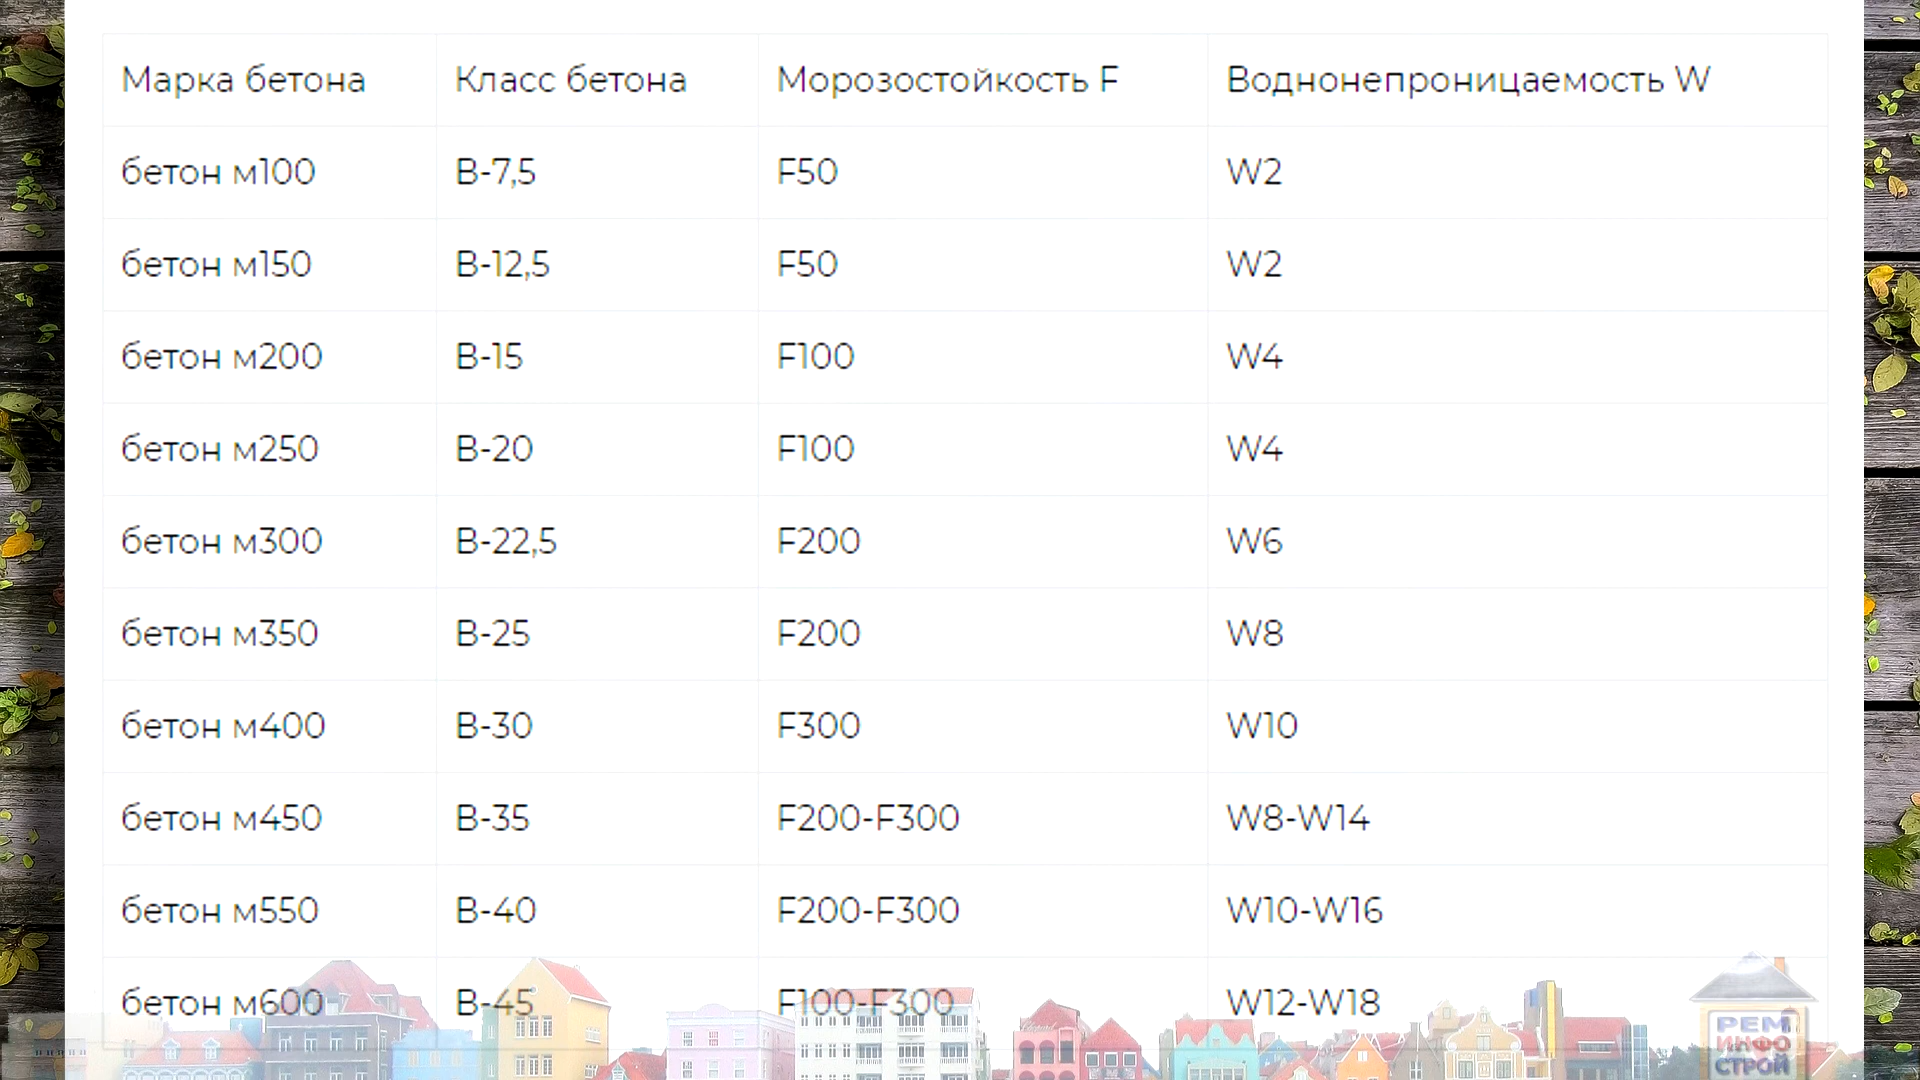 Марка бетона Класс бетона Морозостойкость F Воднонепроницаемость W
бетон м100 В-7,5 F50 W2
бетон м150 В-12,5 F50 W2
бетон м200 В-15 F100 W4
бетон м250 В-20 F100 W4
бетон м300 В-22,5 F200 W6
бетон м350 В-25 F200 W8
бетон м400 В-30 F300 W10
бетон м450 В-35 F200-F300 W8-W14
бетон м550 В-40 F200-F300 W10-W16
бетон м600 В-45 F100-F300 W12-W18
РЕМ
ИНФО
СТРОЙ